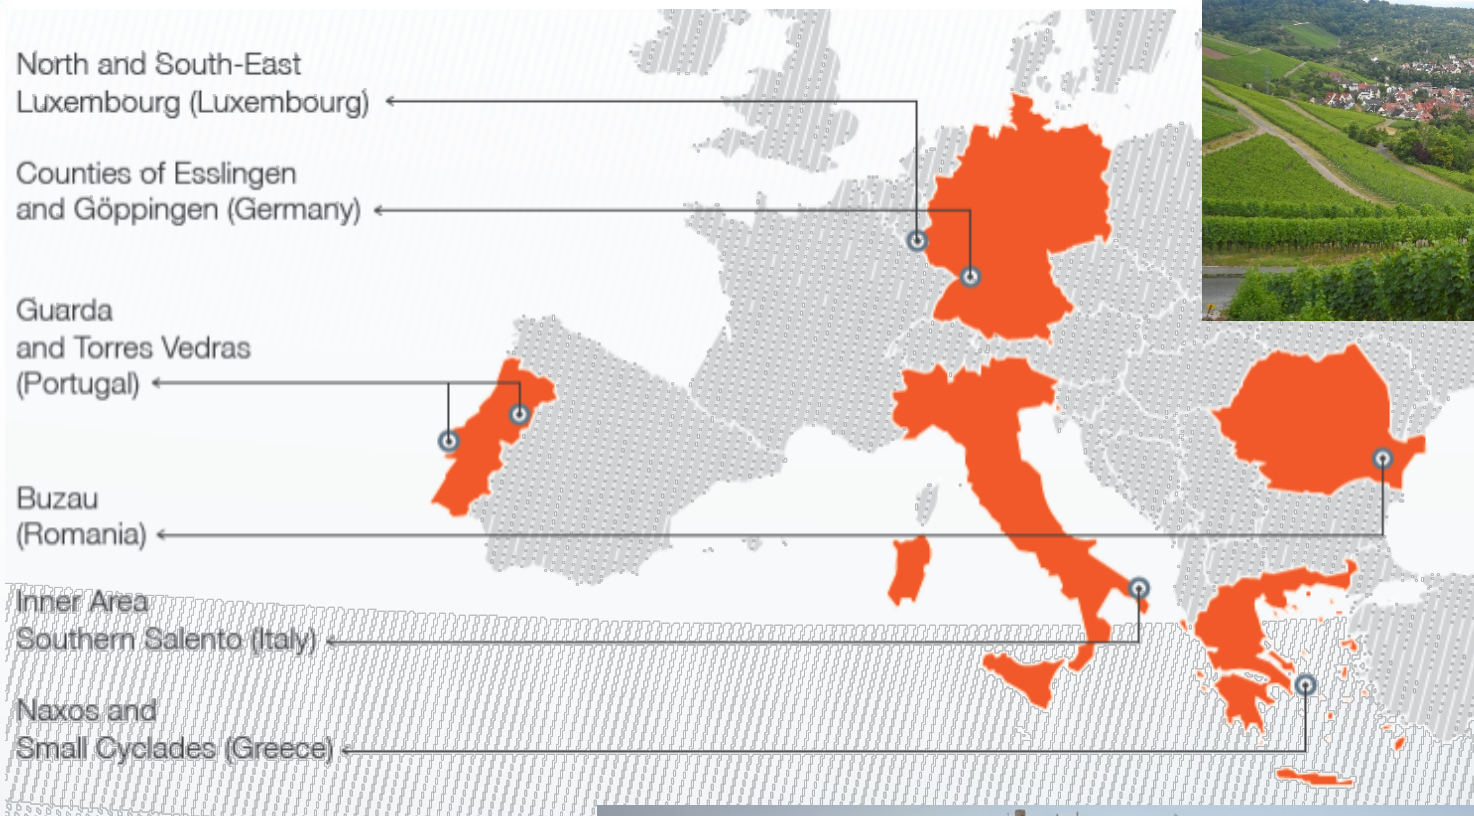 North and South-East
Luxembourg (Luxembourg)
Counties of Esslingen
and Göppingen (Germany)
Guarda
and Torres Vedras
(Portugal)
Buzau
(Romania)
Inner Area
Southern Salento (Italy)
Naxos and
Small Cyclades (Greece)